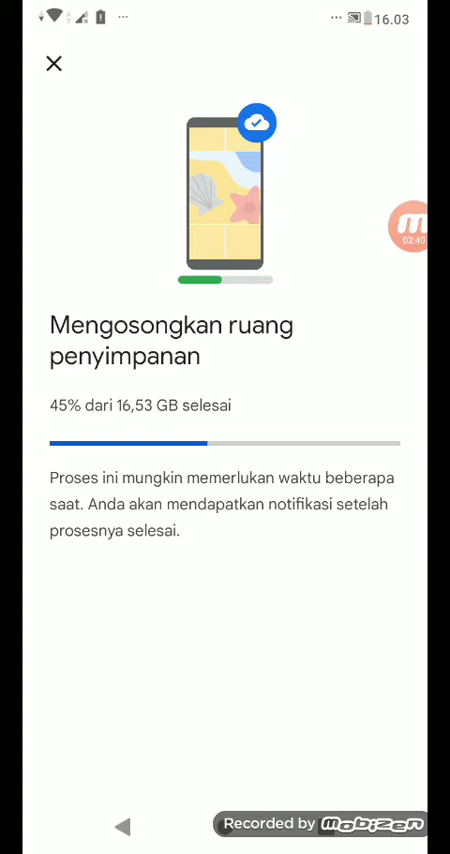 16.03
03:40
Mengosongkan ruang
penyimpanan
45% dari 16,53 GB selesai
Proses ini mungkin memerlukan waktu beberapa
saat. Anda akan mendapatkan notifikasi setelah
prosesnya selesai.
Recorded by mobizen